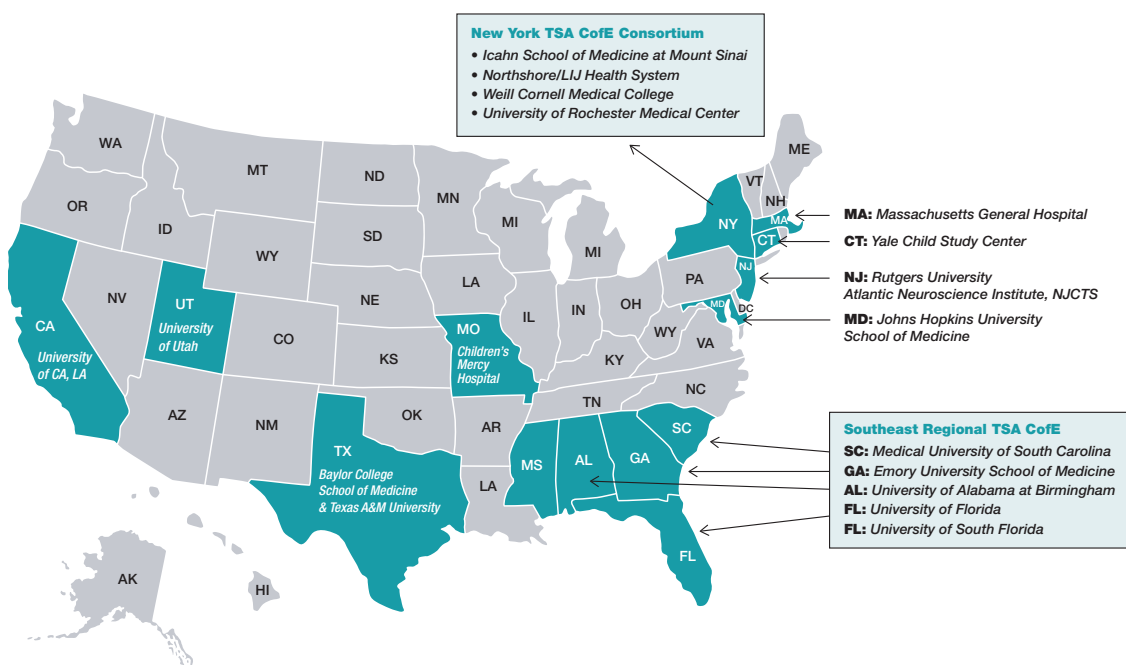 New York TSA CofE Consortium
• Icahn School of Medicine at Mount Sinai
• Northshore/LIJ Health System
• Weill Cornell Medical College
• University of Rochester Medical Center
WA
MT
ND
MN
MI
MI
ME
VT
NH
OR
ID
WY
SD
NY
MA
CT
MA: Massachusetts General Hospital
CT: Yale Child Study Center
NJ: Rutgers University
Atlantic Neuroscience Institute, NJCTS
MD: Johns Hopkins University
School of Medicine
CA
University
of CA, LA
NV
UT
University
of Utah
CO
NE
LA
IL
IN
OH
PA
NJ
MD
DC
WY
VA
KS
MO
Children's
Mercy
Hospital
KY
AZ
NM
OK
AR
TN
NC
TX
Baylor College
School of Medicine
& Texas A&M University
LA
MS
AL
GA
SC
FL
Southeast Regional TSA CofE
SC: Medical University of South Carolina
GA: Emory University School of Medicine
AL: University of Alabama at Birmingham
FL: University of Florida
FL: University of South Florida
AK
HI